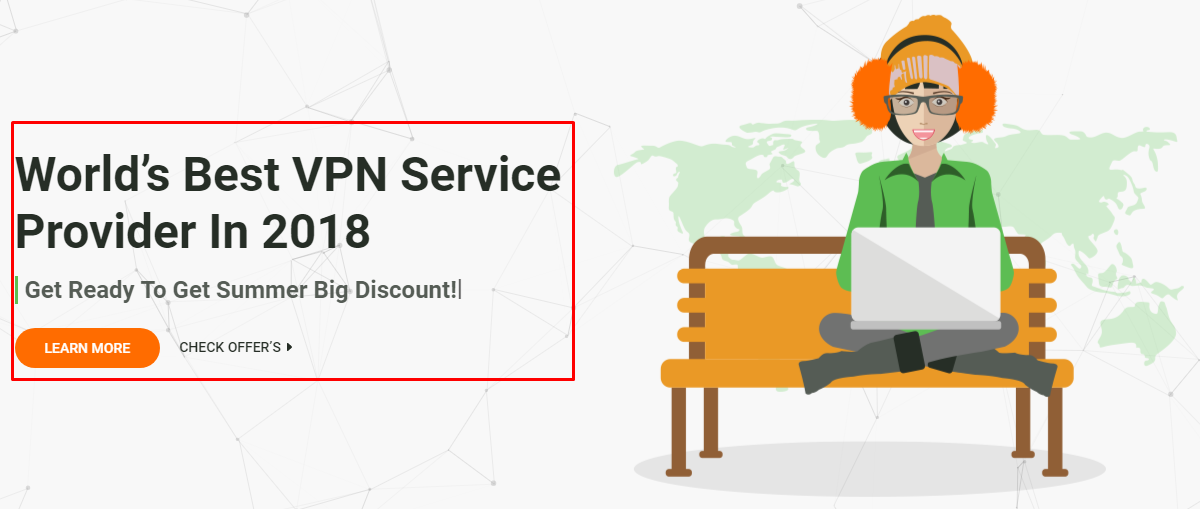 World’s Best VPN Service
Provider In 2018
Get Ready To Get Summer Big Discount!|
LEARN MORE
CHECK OFFER’S